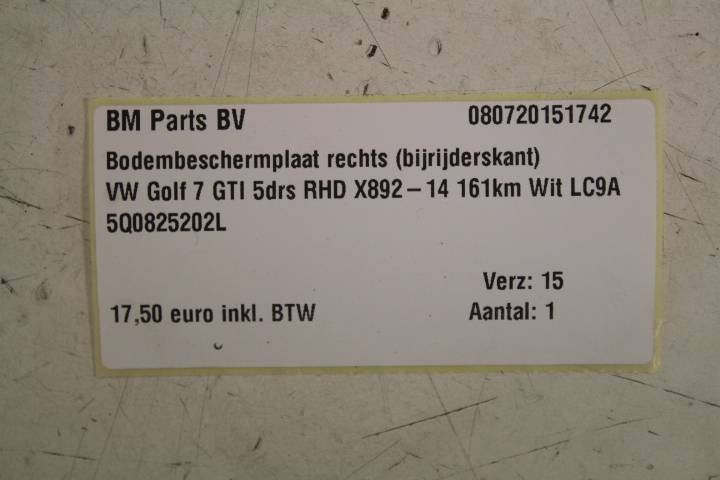 BM Parts BV 080720151742
Bodembeschermplaat rechts (bijrijderskant)
VW Golf 7 GTI 5drs RHD X892-14 161km Wit LC9A
5Q0825202L
Verz: 15
17,50 euro inkl. BTW Aantal: 1